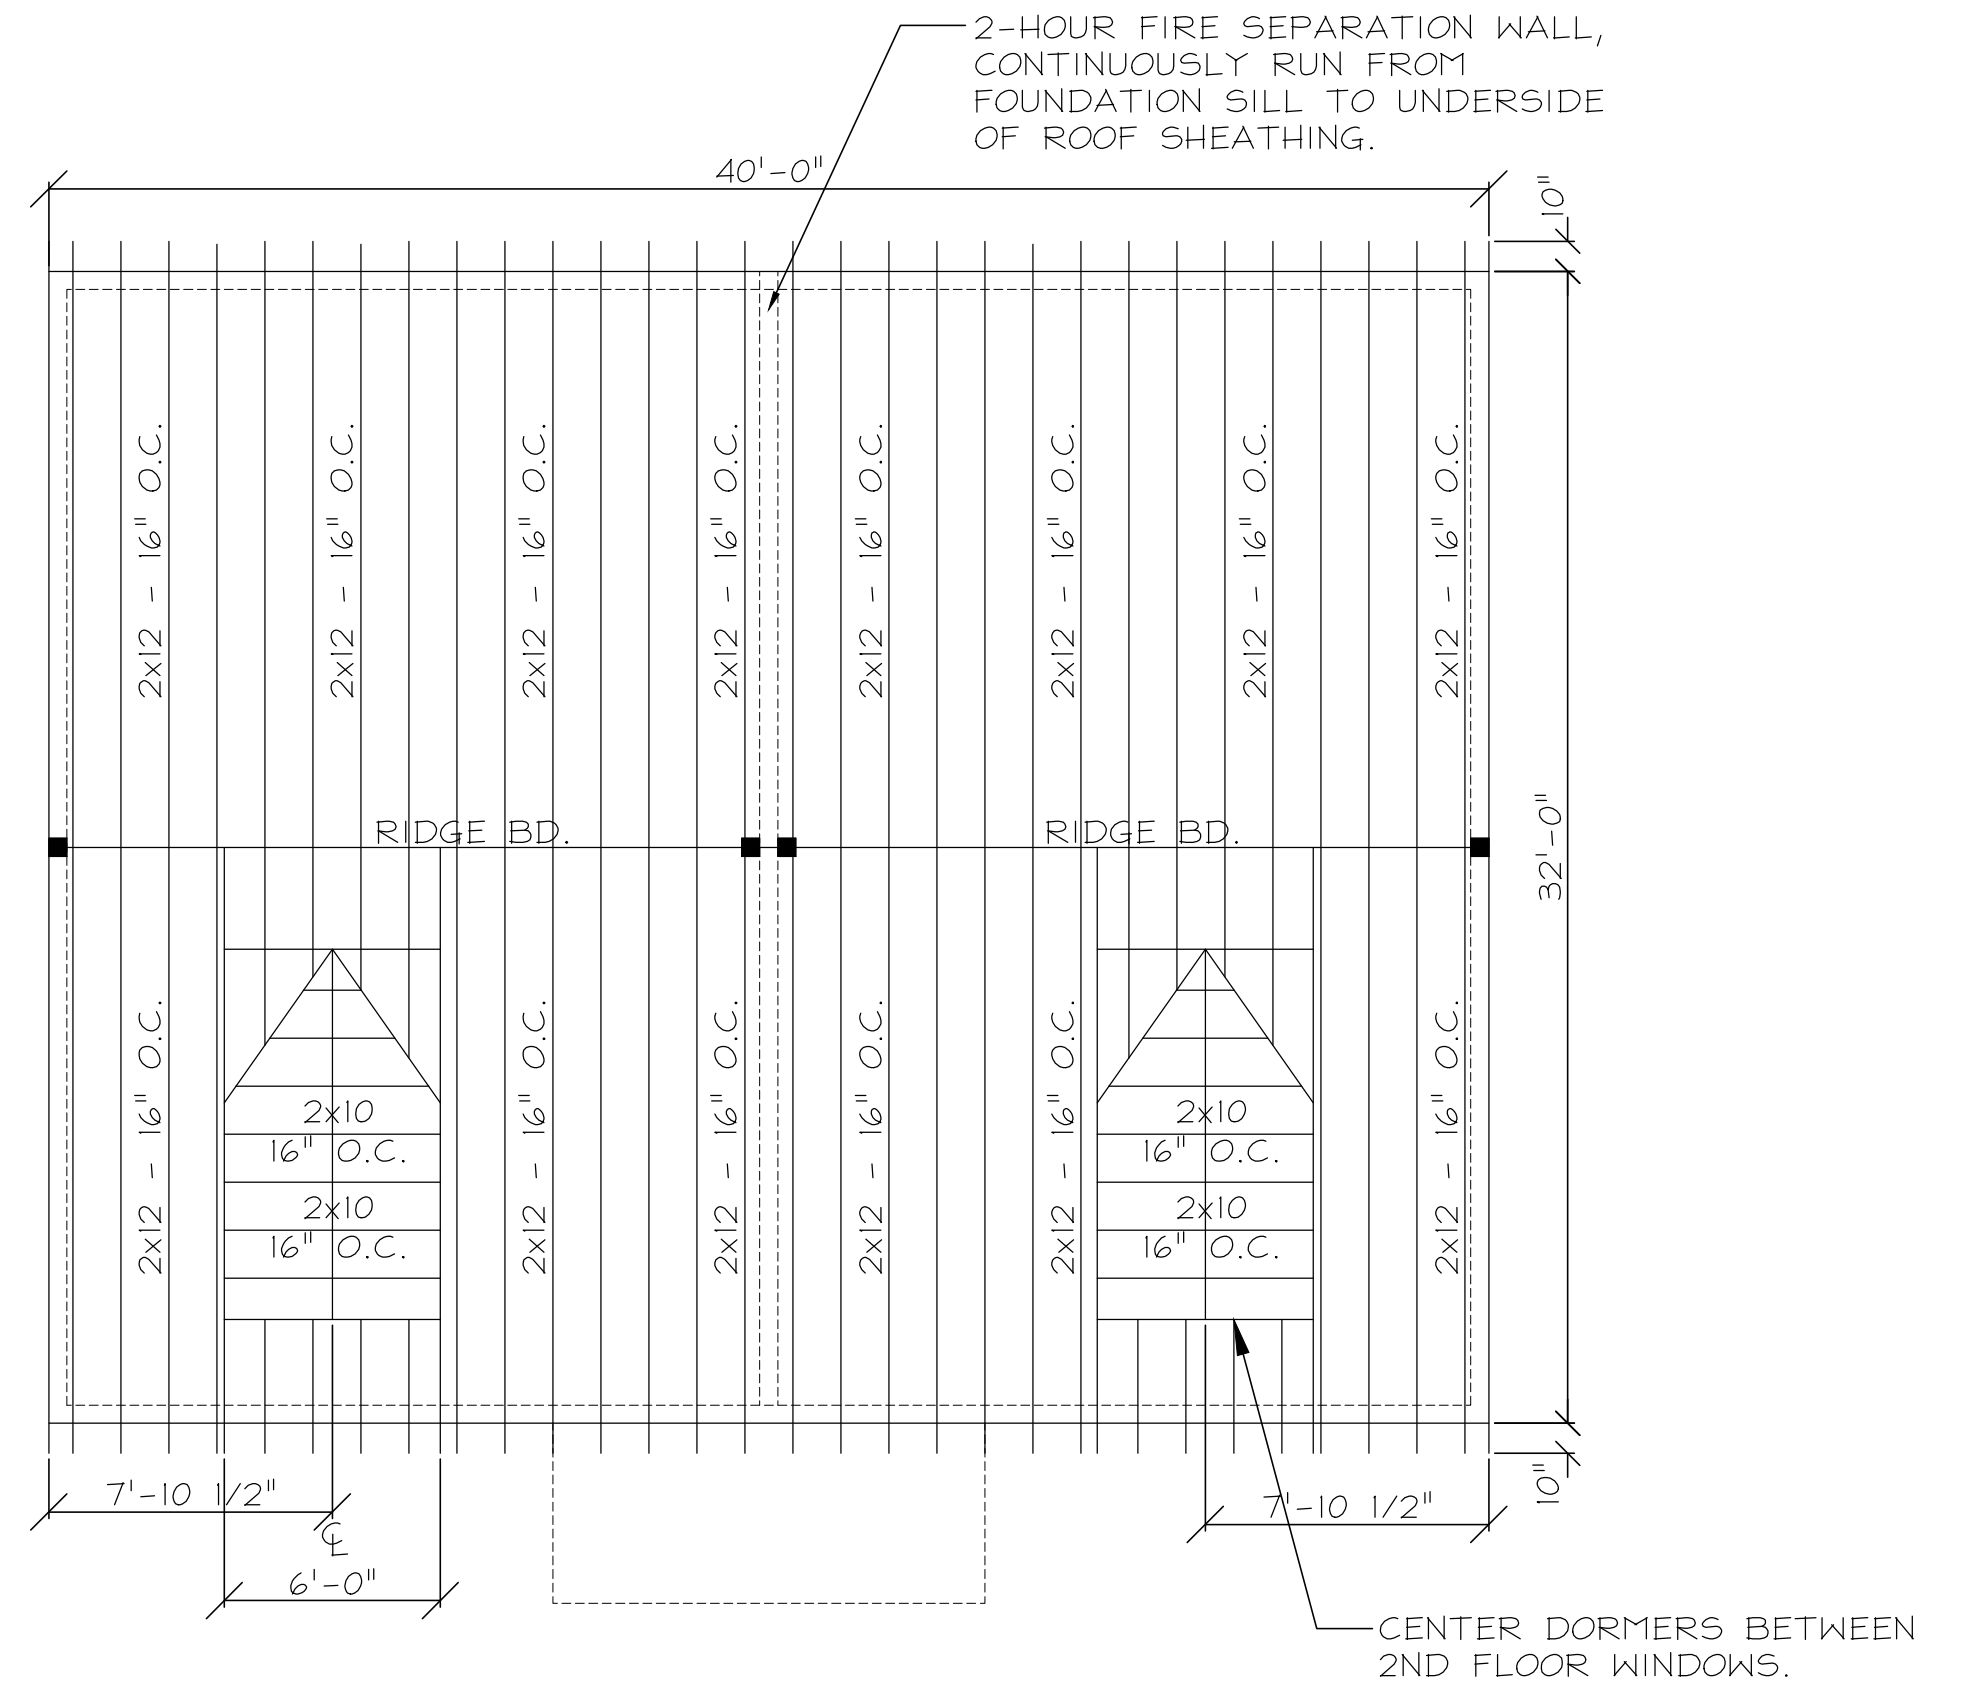 2-HOUR FIRE SEPARATION WALL,
CONTINUOUSLY RUN FROM
FOUNDATION SILL TO UNDERSIDE
OF ROOF SHEATHING.
40'-0"
10"
2x12 - 16" O.C.
2x12 - 16" O.C.
2x12 - 16" O.C.
2x12 - 16" O.C.
2x12 - 16" O.C.
2x12 - 16" O.C.
2x12 - 16" O.C.
2x12 - 16" O.C.
RIDGE BD.
RIDGE BD.
32'-0"
2x12 - 16" O.C.
2x10
16" O.C.
2x10
16" O.C.
2x12 - 16" O.C.
2x12 - 16" O.C.
2x12 - 16" O.C.
2x12 - 16" O.C.
2x10
16" O.C.
2x10
16" O.C.
2x12 - 16" O.C.
7'-10 1/2"
℄
6'-0"
7'-10 1/2"
10"
CENTER DORMERS BETWEEN
2ND FLOOR WINDOWS.